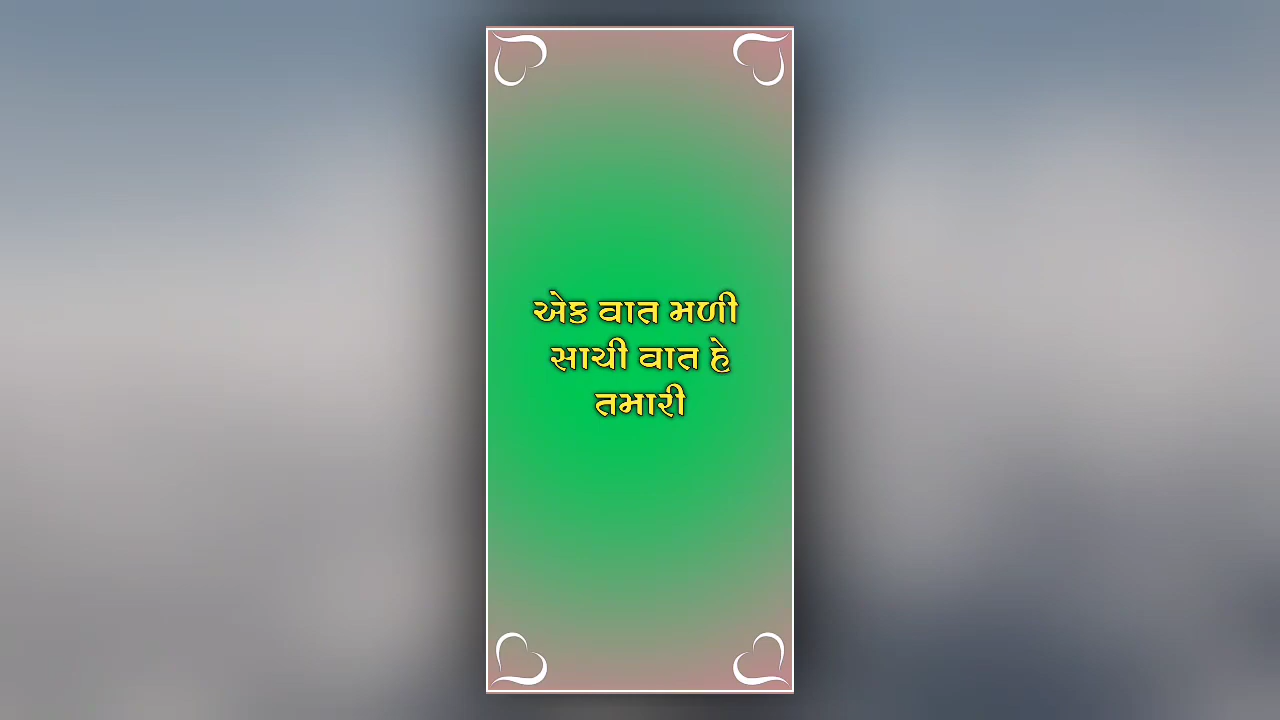 એક વાત મળી
સાચી વાત હે
તમારી